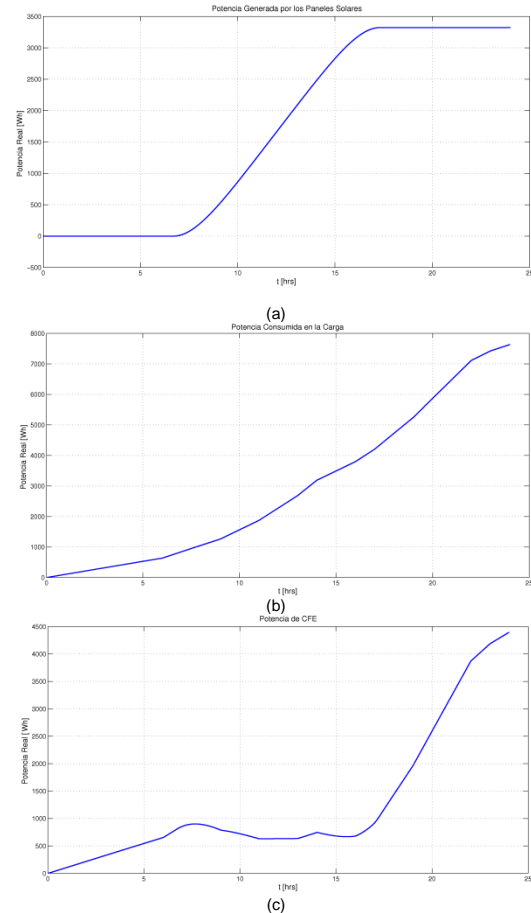 Potencia Generada por los Paneles Solares
3500
3000
2500
2000
1500
1000
500
0
−500
Potencia Real [Wh]
0 5 10 15 20 25
t [hrs]
(a)
Potencia Consumida en la Carga
8000
7000
6000
5000
4000
3000
2000
1000
0
Potencia Real [Wh]
0 5 10 15 20 25
t [hrs]
(b)
Potencia de CFE
4500
4000
3500
3000
2500
2000
1500
1000
500
0
Potencia Real [ Wh]
0 5 10 15 20 25
t [hrs]
(c)